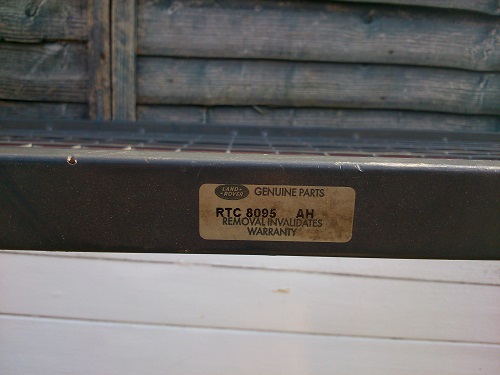 LAND
ROVER
GENUINE PARTS
RTC 8095 AH
REMOVAL INVALIDATES
WARRANTY